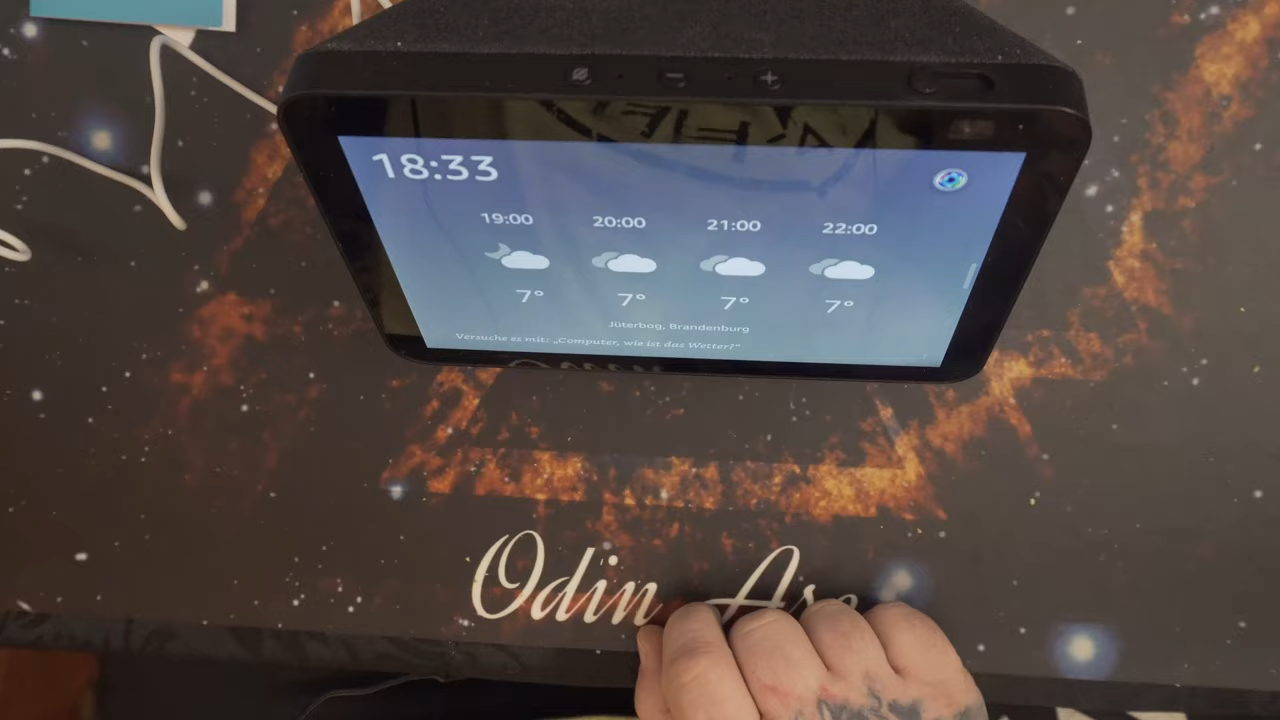 18:33
19:00 20:00 21:00 22:00
7° 7° 7° 7°
Jüterbog, Brandenburg
Versuche es mit: „Computer, wie ist das Wetter?“
Odin